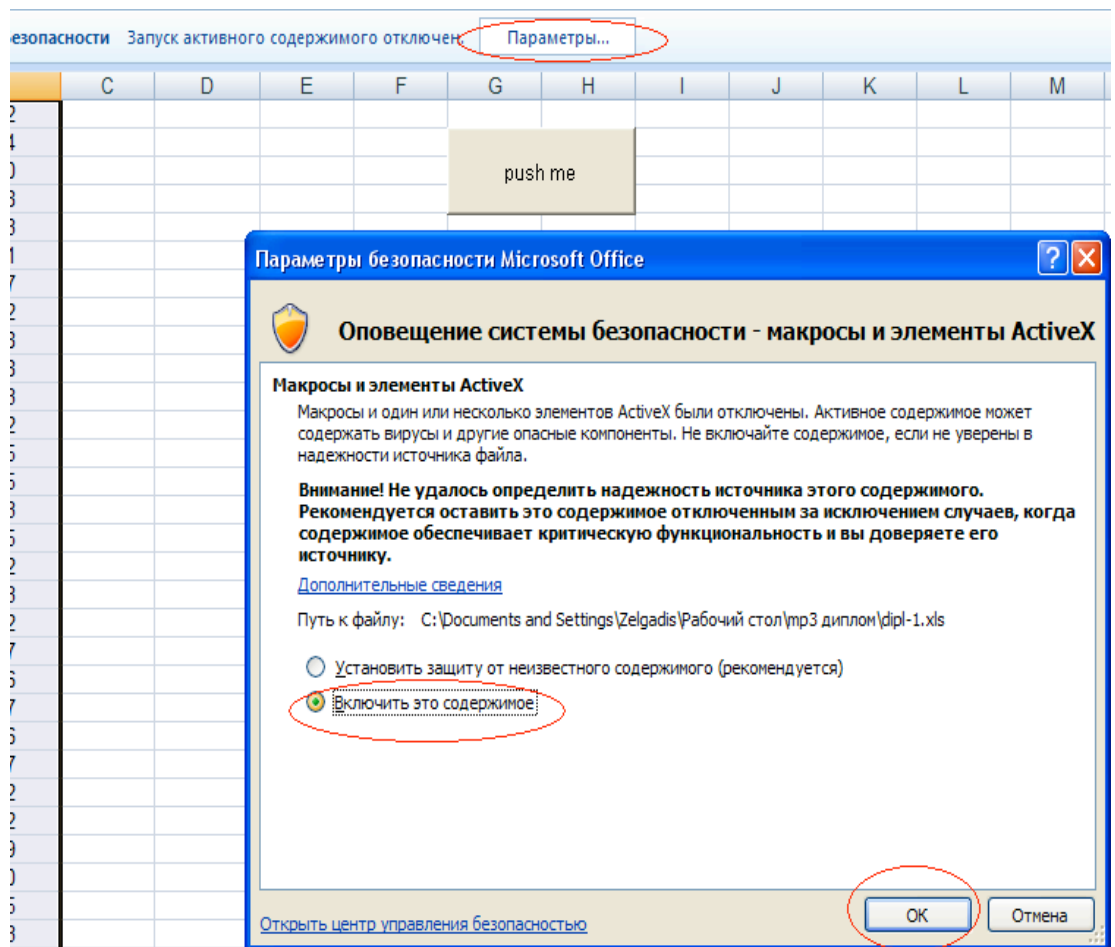 езопасности Запуск активного содержимого отключен. Параметры...
C D E F G H I J K L M
push me
Параметры безопасности Microsoft Office
Оповещение системы безопасности - макросы и элементы ActiveX
Макросы и элементы ActiveX
Макросы и один или несколько элементов ActiveX были отключены. Активное содержимое может
содержать вирусы и другие опасные компоненты. Не включайте содержимое, если не уверены в
надежности источника файла.
Внимание! Не удалось определить надежность источника этого содержимого.
Рекомендуется оставить это содержимое отключенным за исключением случаев, когда
содержимое обеспечивает критическую функциональность и вы доверяете его
источнику.
Дополнительные сведения
Путь к файлу: C:\Documents and Settings\Zelgadis\Рабочий стол\mp3 диплом\dipl-1.xls
Установить защиту от неизвестного содержимого (рекомендуется)
Включить это содержимое
Открыть центр управления безопасностью
ОК Отмена